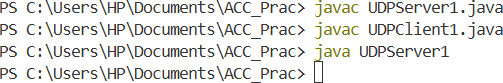 PS C:\Users\HP\Documents\ACC_Prac> javac UDPServer1.java
PS C:\Users\HP\Documents\ACC_Prac> javac UDPClient1.java
PS C:\Users\HP\Documents\ACC_Prac> java UDPServer1
PS C:\Users\HP\Documents\ACC_Prac>